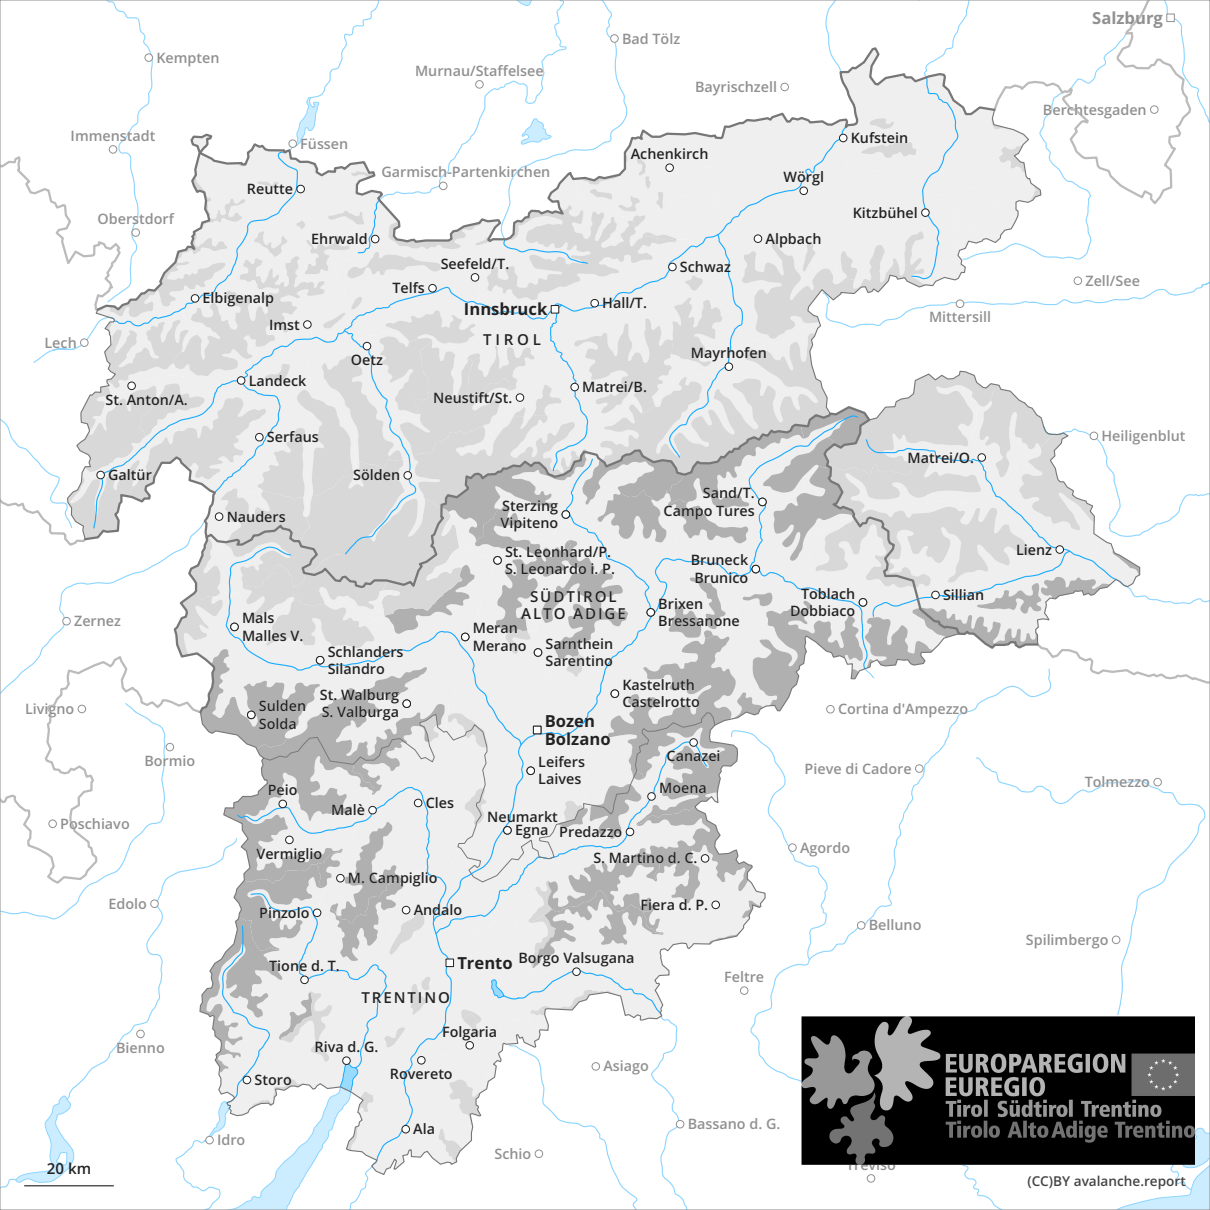 Salzburg
Kempten
Bad Tölz
Murnau/Staffelsee
Bayrischzell
Berchtesgaden
Immenstadt
Füssen
Kufstein
Achenkirch
Garmisch-Partenkirchen
Wörgl
Reutte
Oberstdorf
Kitzbühel
Ehrwald
Alpbach
Seefeld/T.
Schwaz
Zell/See
Telfs
Elbigenalp
Hall/T.
Innsbruck
Mittersill
Imst
TIROL
Lech
Oetz
Mayrhofen
Landeck
Matrei/B.
St. Anton/A.
Neustift/St.
Serfaus
Heiligenblut
Matrei/O.
Galtür
Sölden
Sand/T.
Campo Tures
Sterzing
Vipiteno
Nauders
St. Leonhard/P.
S. Leonardo i. P.
Lienz
Bruneck
Brunico
SÜDTIROL
ALTO ADIGE
Toblach
Dobbiaco
Sillian
Brixen
Bressanone
Zernez
Mals
Malles V.
Meran
Merano
Sarnthein
Sarentino
Schlanders
Silandro
Kastelruth
Castelrotto
St. Walburg
S. Valburga
Sulden
Solda
Livigno
Cortina d'Ampezzo
Bozen
Bolzano
Bormio
Canazei
Leifers
Laives
Pieve di Cadore
Tolmezzo
Peio
Moena
Malè
Cles
Neumarkt
Egna
Predazzo
Poschiavo
Vermiglio
Agordo
S. Martino d. C.
M. Campiglio
Edolo
Pinzolo
Andalo
Fiera d. P.
Belluno
Spilimbergo
Trento
Borgo Valsugana
Tione d. T.
Feltre
TRENTINO
Folgaria
Bienno
Riva d. G.
Rovereto
Asiago
Storo
EUROPAREGION
EUREGIO
Tirol Südtirol Trentino
Tirolo Alto Adige Trentino
Ala
Idro
Bassano d. G.
Schio
Treviso
20 km
(CC)BY avalanche.report